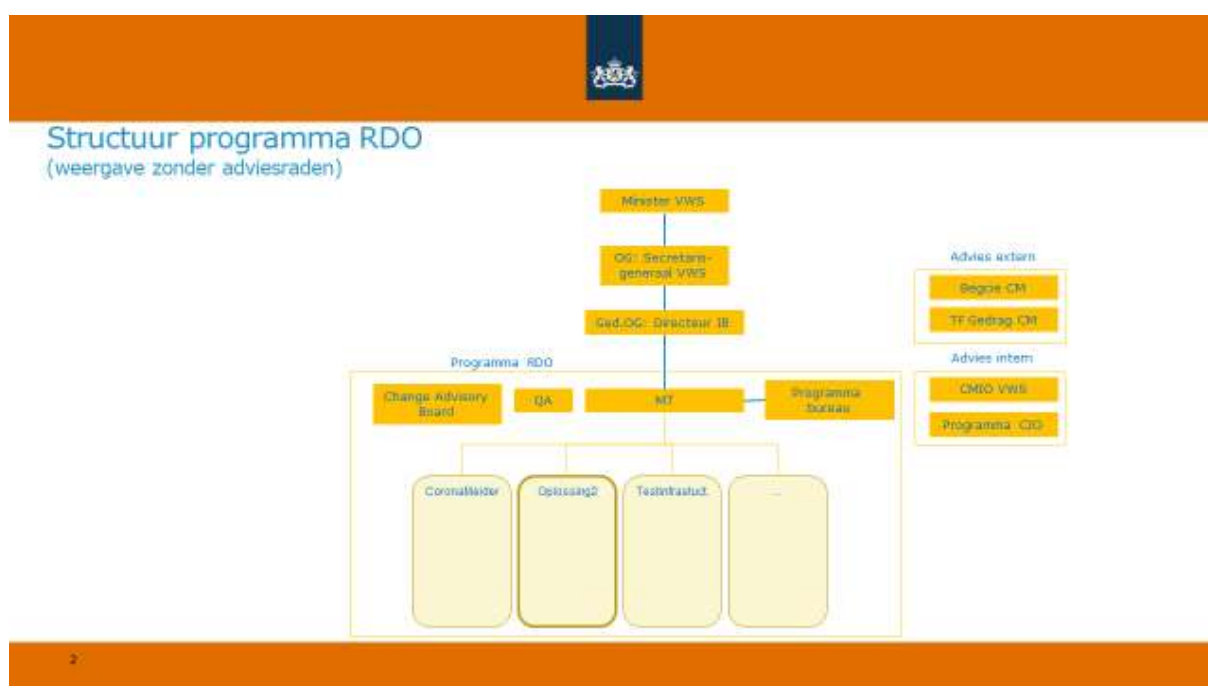 Structuur programma RDO
(weergave zonder adviesraden)
Minister VWS
OG: Secretaris-
generaal VWS
Ged.OG: Directeur IB
Advies extern
Begcie CM
TF Gedrag CM
Advies intern
CMIO VWS
Programma CIO
Programma RDO
Change Advisory
Board
QA
MT
Programma
bureau
CoronaMelder
Oplossing2
Testinfrastuct.
...
2